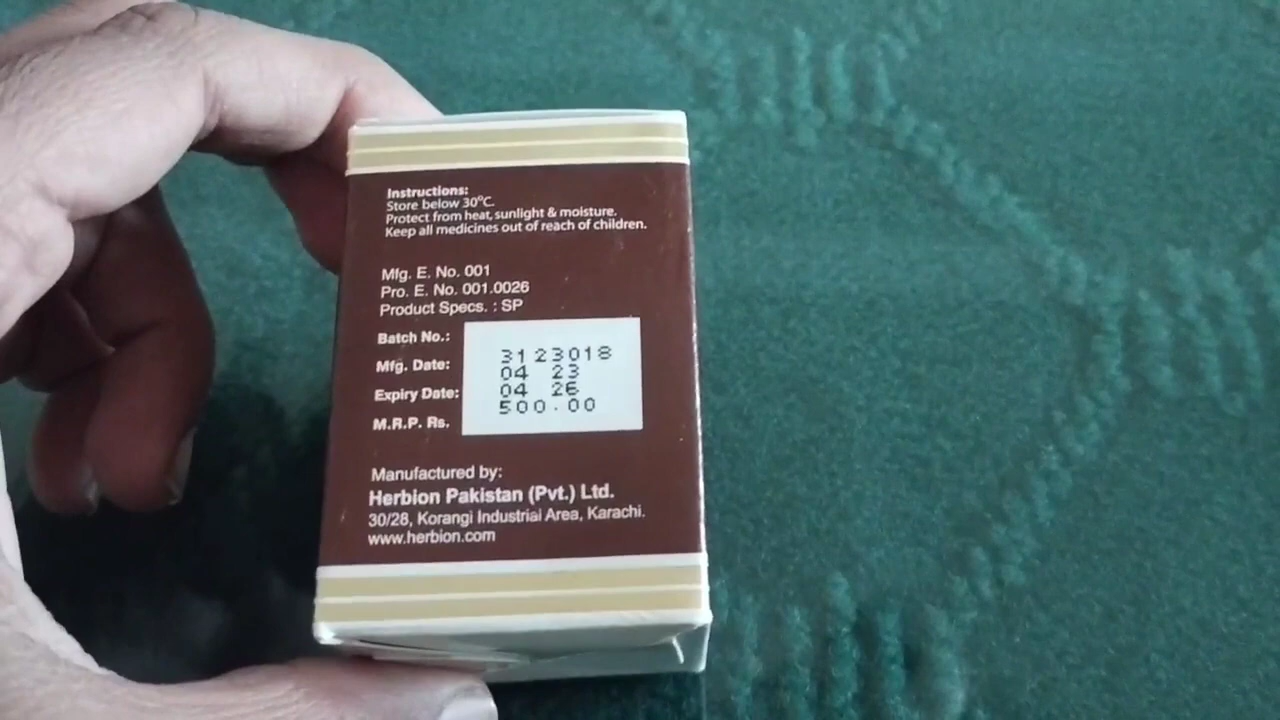 Instructions:
Store below 30°C.
Protect from heat, sunlight & moisture.
Keep all medicines out of reach of children.
Mfg. E. No. 001
Pro. E. No. 001.0026
Product Specs. : SP
Batch No.: 3123018
Mfg. Date: 04 23
Expiry Date: 04 26
M.R.P. Rs. 500.00
Manufactured by:
Herbion Pakistan (Pvt.) Ltd.
30/28, Korangi Industrial Area, Karachi.
www.herbion.com